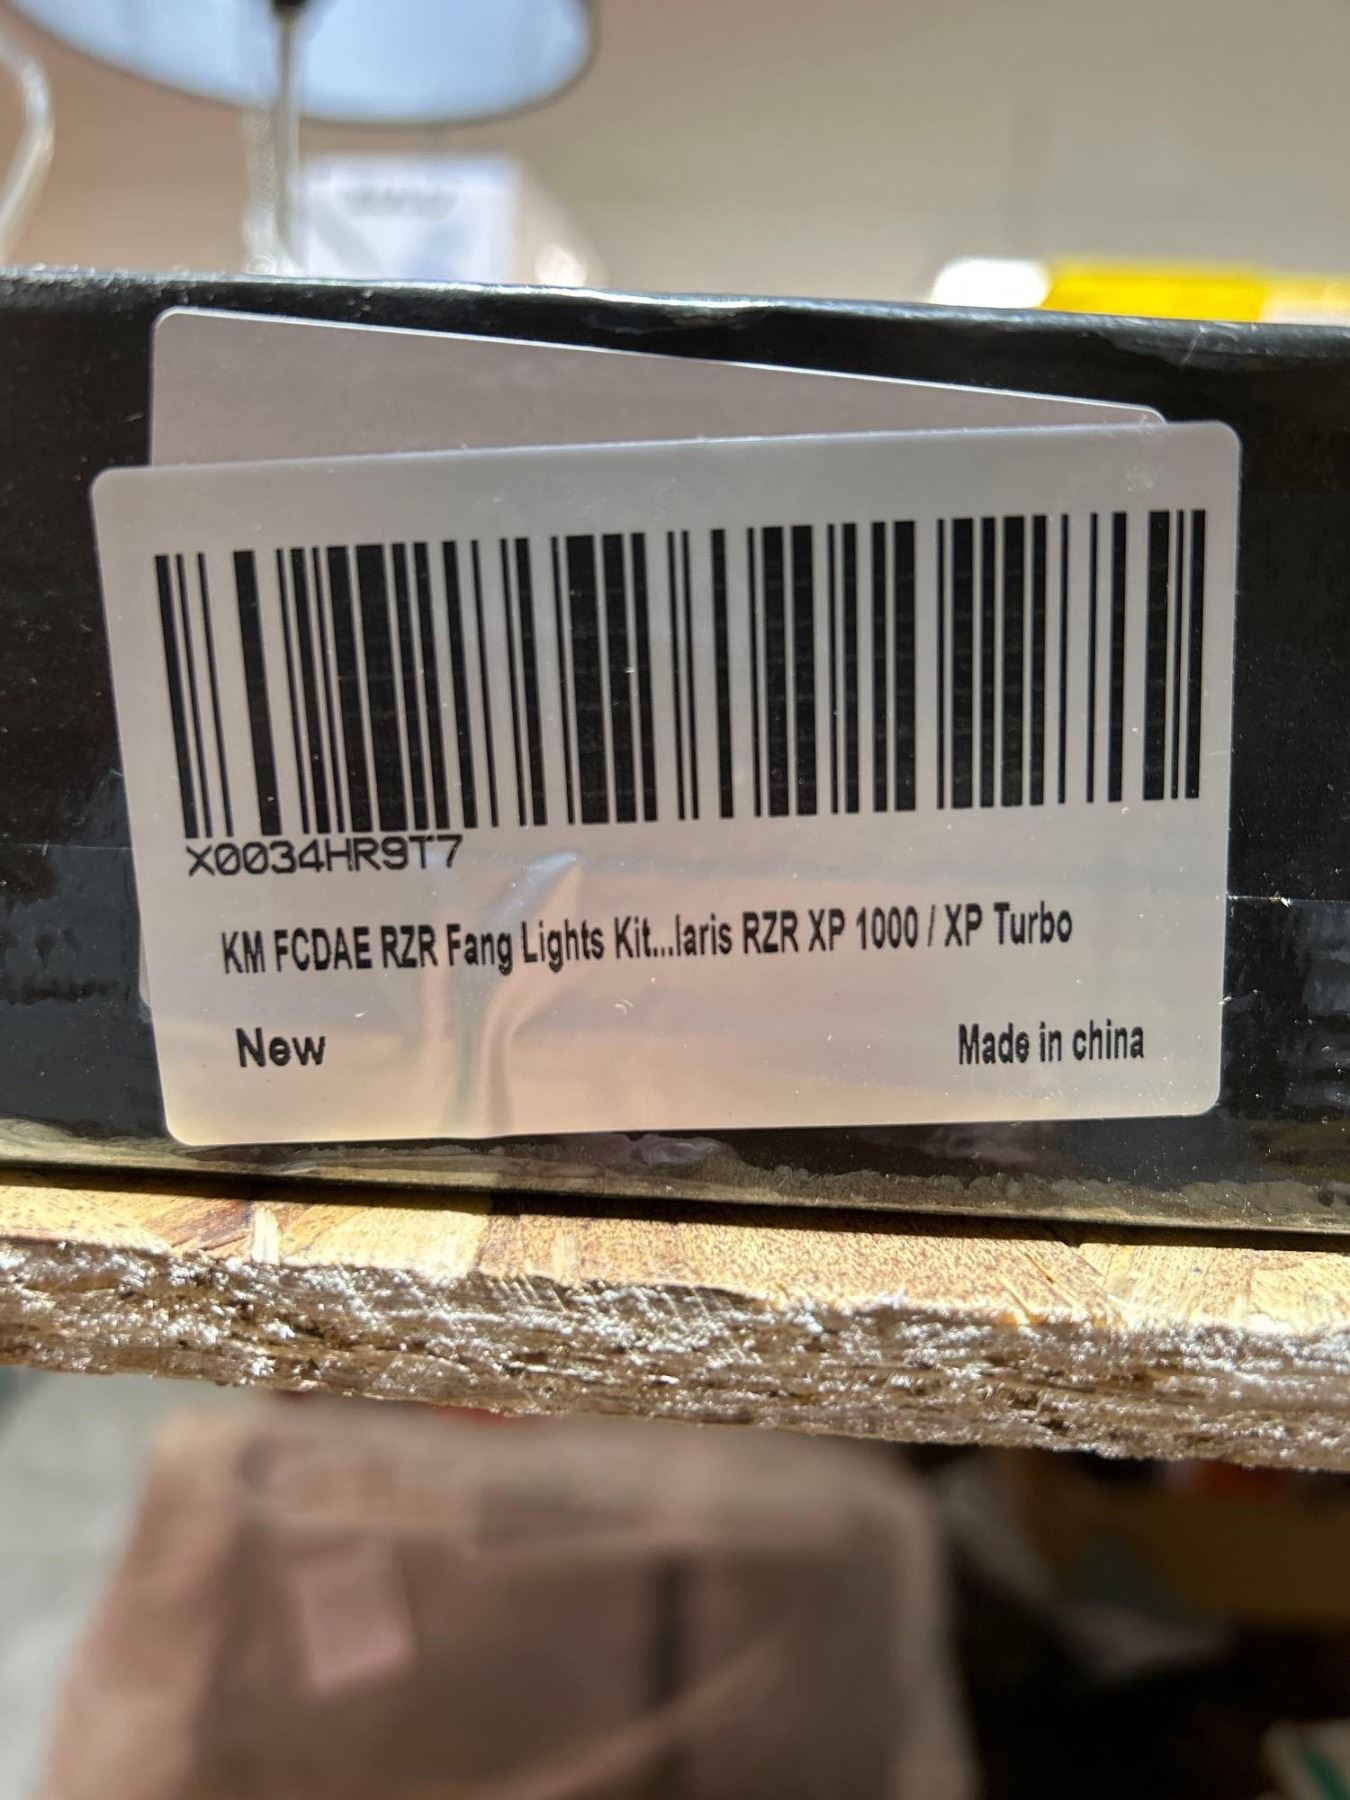 X0034HR9T7
KM FCDAE RZR Fang Lights Kit...laris RZR XP 1000 / XP Turbo
New
Made in china